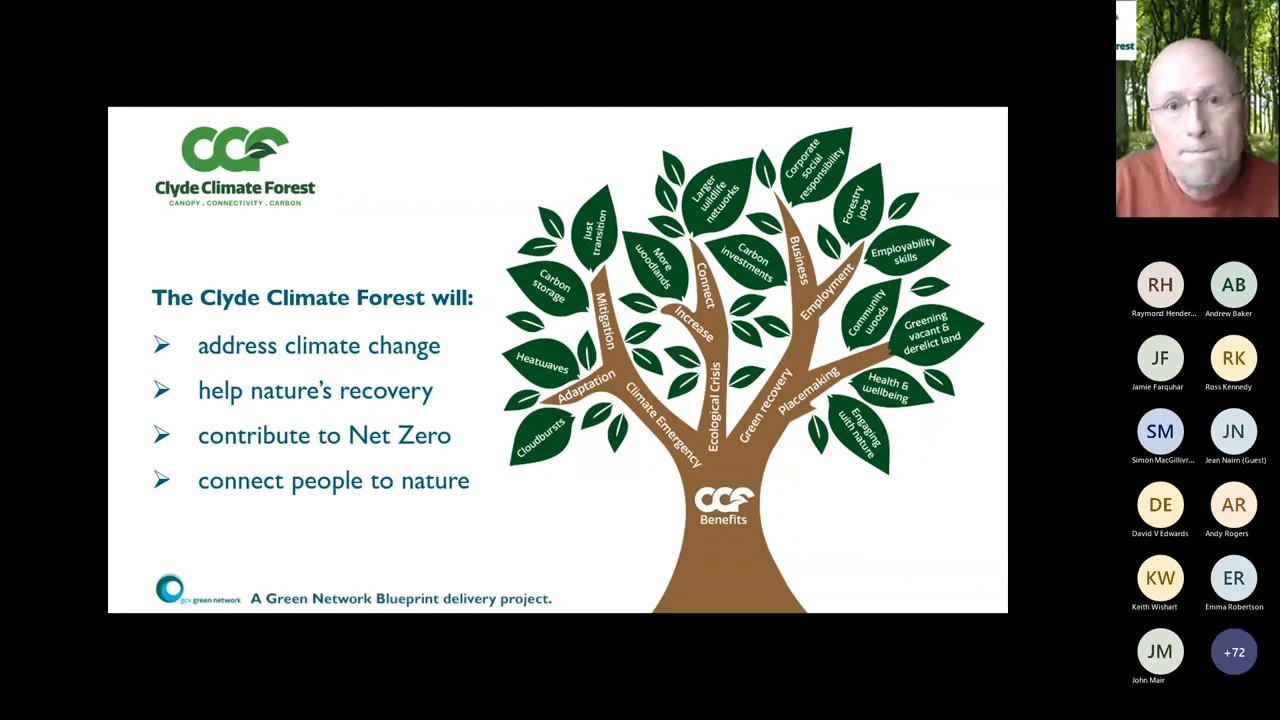 CCF
Clyde Climate Forest
CANOPY . CONNECTIVITY . CARBON
The Clyde Climate Forest will:
address climate change
help nature's recovery
contribute to Net Zero
connect people to nature
gcv green network
A Green Network Blueprint delivery project.
Just
transition
Carbon
storage
Heatwaves
Cloudbursts
Mitigation
Adaptation
Climate Emergency
More
woodlands
Larger
wildlife
networks
Connect
Increase
Ecological Crisis
Carbon
investments
Corporate
social
responsibility
Forestry
jobs
Employability
skills
Business
Employment
Green recovery
Community
woods
Greening
vacant &
derelict land
Placemaking
Health &
wellbeing
Engaging
with nature
CCF
Benefits
rest
RH
Raymond Hender...
AB
Andrew Baker
JF
Jamie Farquhar
RK
Ross Kennedy
SM
Simon MacGillivr...
JN
Jean Nairn (Guest)
DE
David V Edwards
AR
Andy Rogers
KW
Keith Wishart
ER
Emma Robertson
JM
John Mair
+72